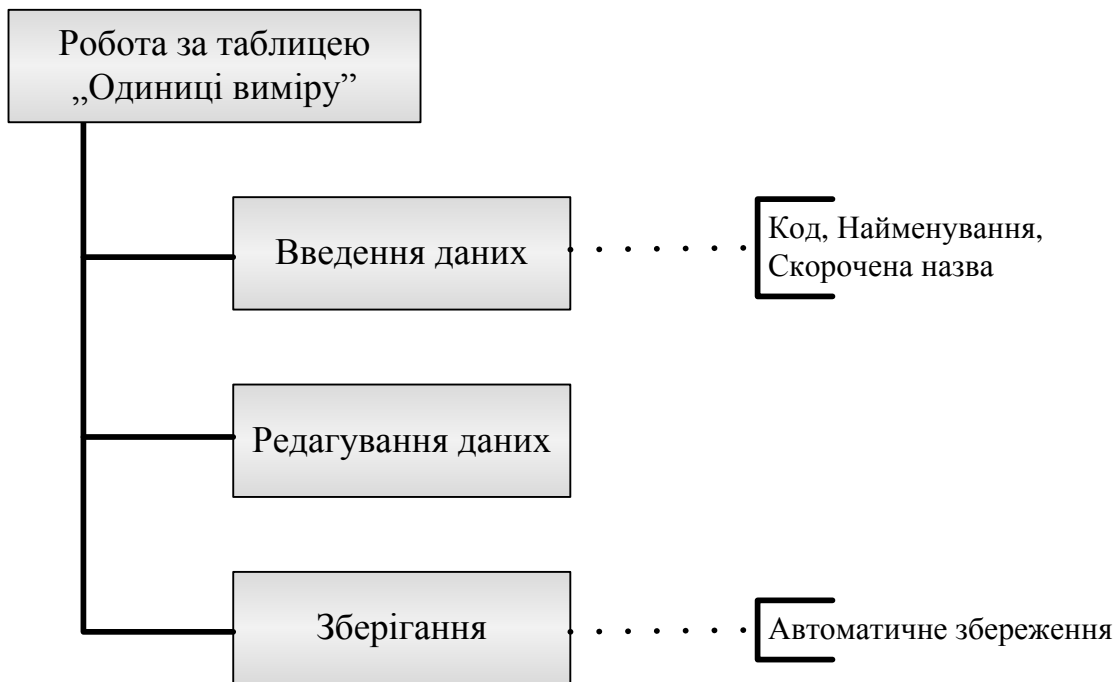 Робота за таблицею
„Одиниці виміру”
Введення даних
Код, Найменування,
Скорочена назва
Редагування даних
Зберігання
Автоматичне збереження